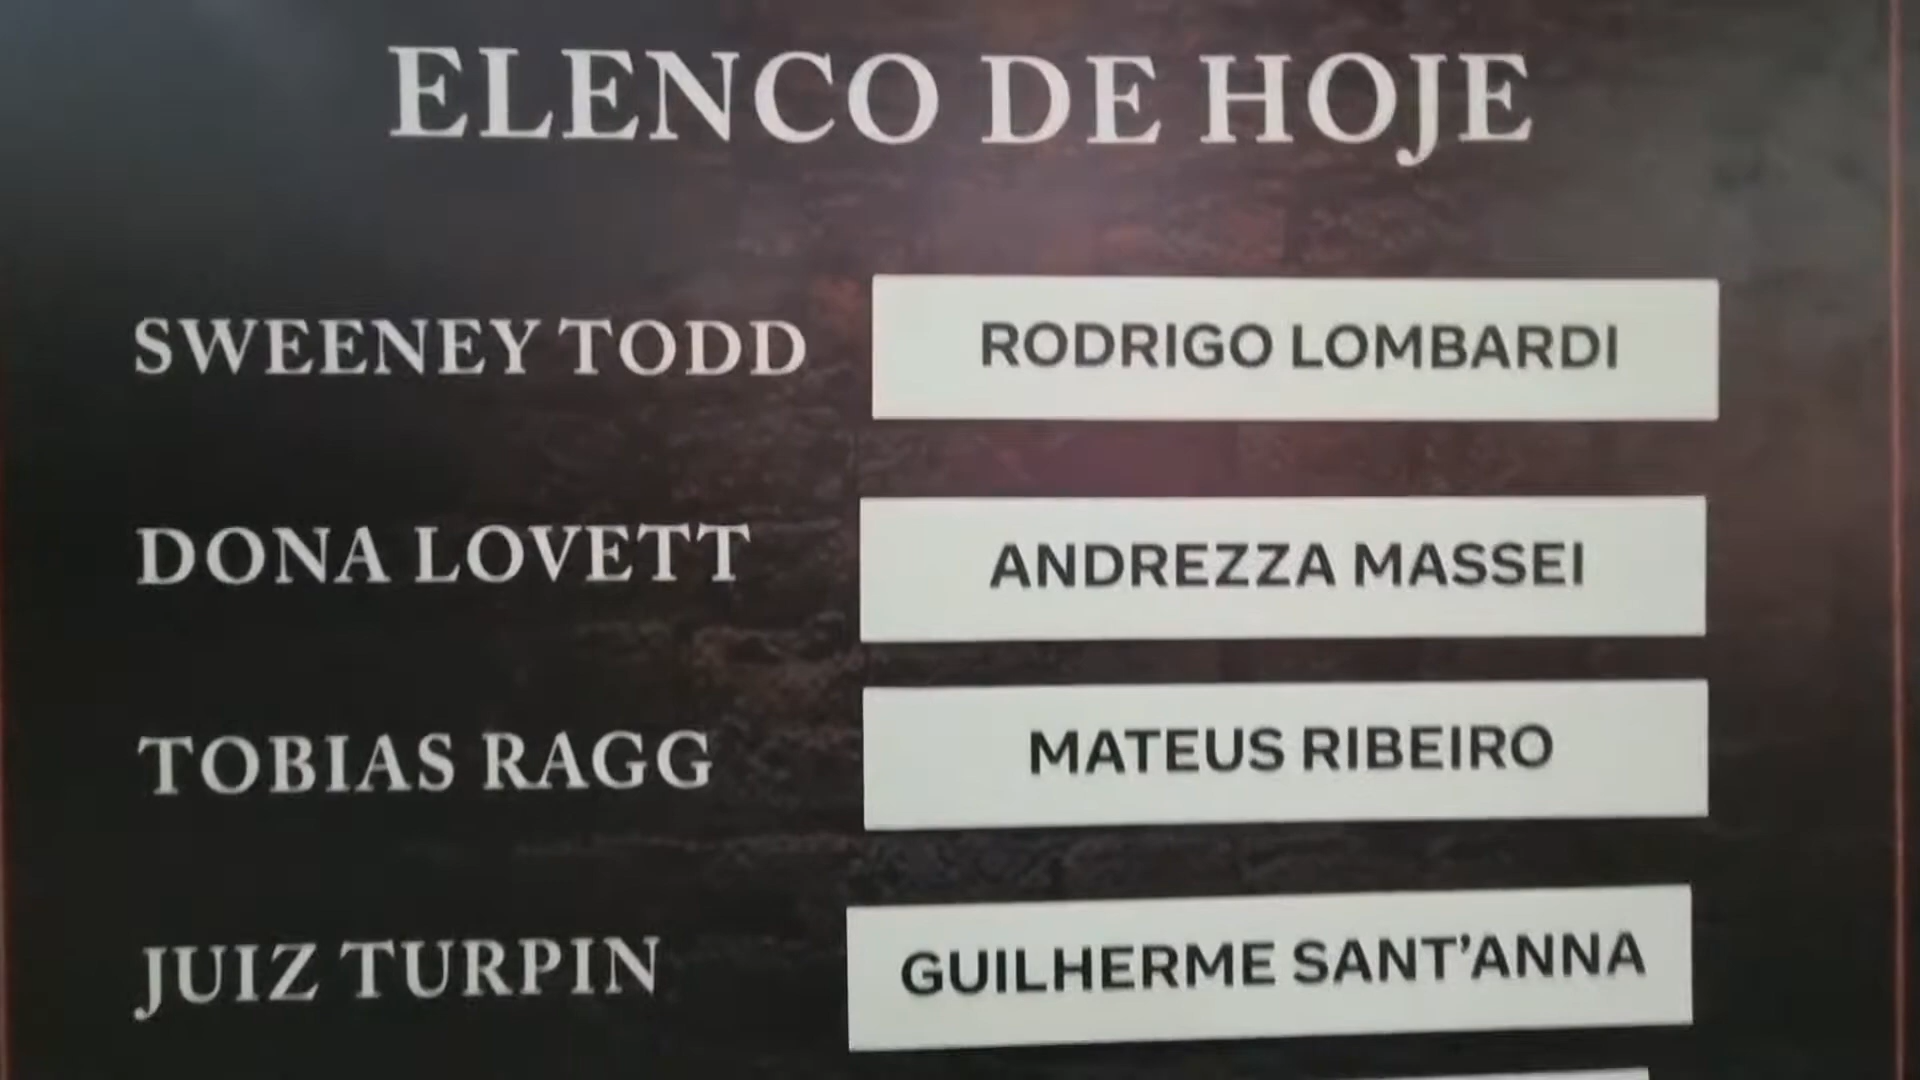 ELENCO DE HOJE
SWEENEY TODD RODRIGO LOMBARDI
DONA LOVETT ANDREZZA MASSEI
TOBIAS RAGG MATEUS RIBEIRO
JUIZ TURPIN GUILHERME SANT'ANNA